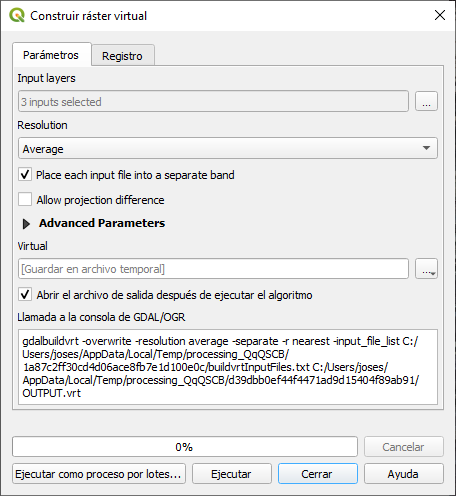 Construir ráster virtual
Parámetros
Registro
Input layers
3 inputs selected
...
Resolution
Average
Place each input file into a separate band
Allow projection difference
Advanced Parameters
Virtual
[Guardar en archivo temporal]
...
Abrir el archivo de salida después de ejecutar el algoritmo
Llamada a la consola de GDAL/OGR
gdalbuildvrt -overwrite -resolution average -separate -r nearest -input_file_list C:/
Users/joses/AppData/Local/Temp/processing_QqQSCB/
1a87c2ff30cd4d06ace8fb7e1d100e0c/buildvrtInputFiles.txt C:/Users/joses/
AppData/Local/Temp/processing_QqQSCB/d39dbb0ef44f4471ad9d15404f89ab91/
OUTPUT.vrt
0%
Cancelar
Ejecutar como proceso por lotes...
Ejecutar
Cerrar
Ayuda